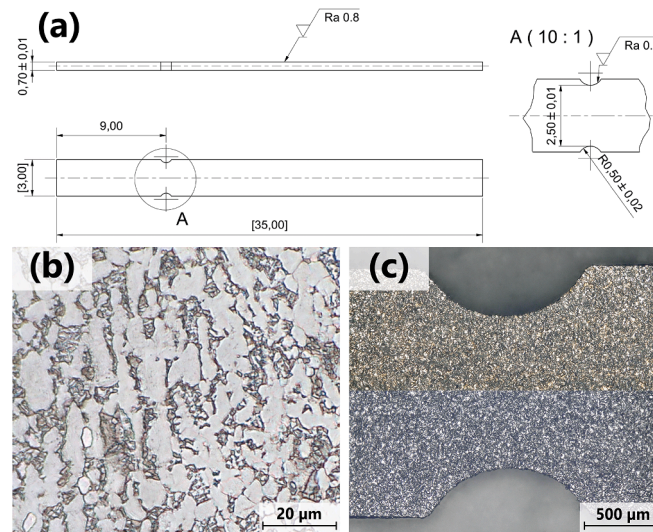 (a)
Ra 0.8
0,70 ± 0,01
9,00
[3,00]
A
[35,00]
A ( 10 : 1 )
Ra 0.
2,50 ± 0,01
R0,50 ± 0,02
(b)
20 µm
(c)
500 µm